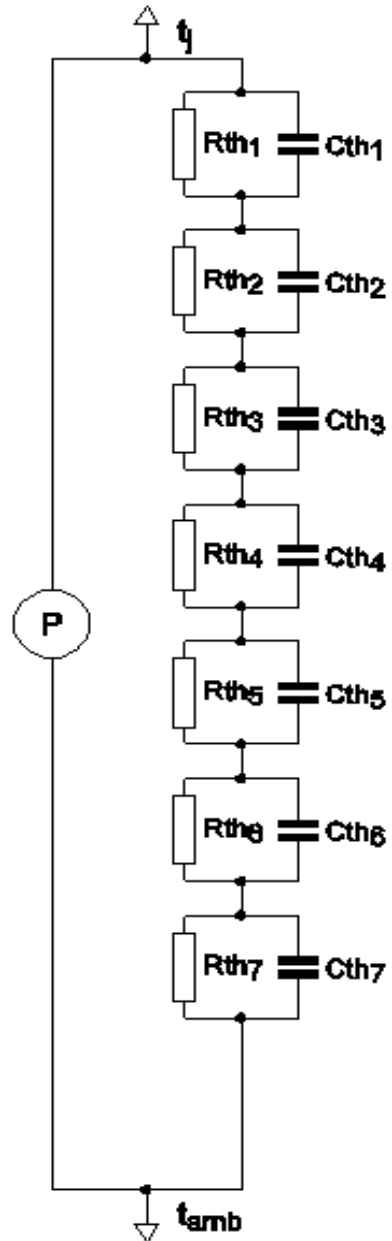 tj
Rth1 Cth1
Rth2 Cth2
Rth3 Cth3
Rth4 Cth4
P
Rth5 Cth5
Rth6 Cth6
Rth7 Cth7
tamb